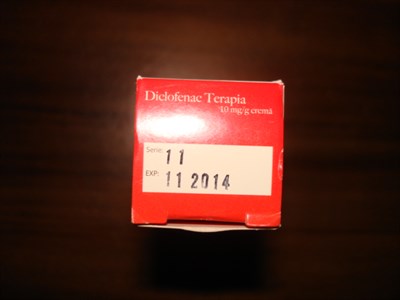 Diclofenac Terapia
10 mg/g cremă
Serie: 11
EXP: 11 2014